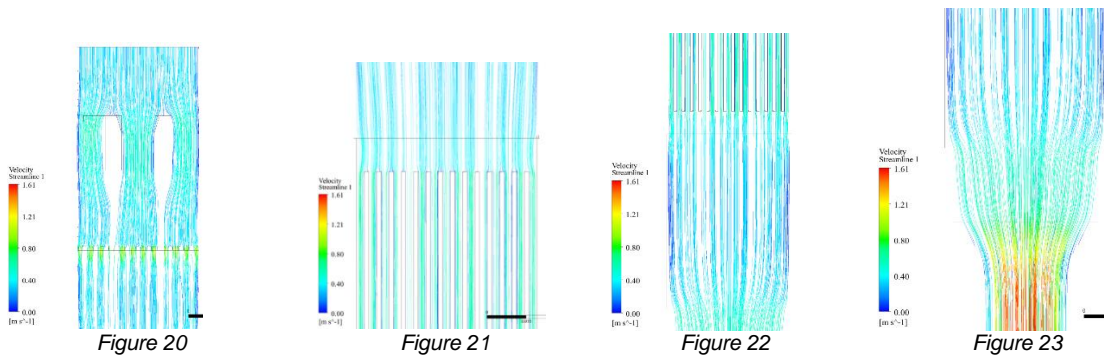 Velocity
Streamline 1
1.61
1.21
0.80
0.40
0.00
[m s^-1]
Figure 20
Velocity
Streamline 1
1.61
1.21
0.80
0.40
0.00
[m s^-1]
Figure 21
Velocity
Streamline 1
1.61
1.21
0.80
0.40
0.00
[m s^-1]
Figure 22
Velocity
Streamline 1
1.61
1.21
0.80
0.40
0.00
[m s^-1]
Figure 23